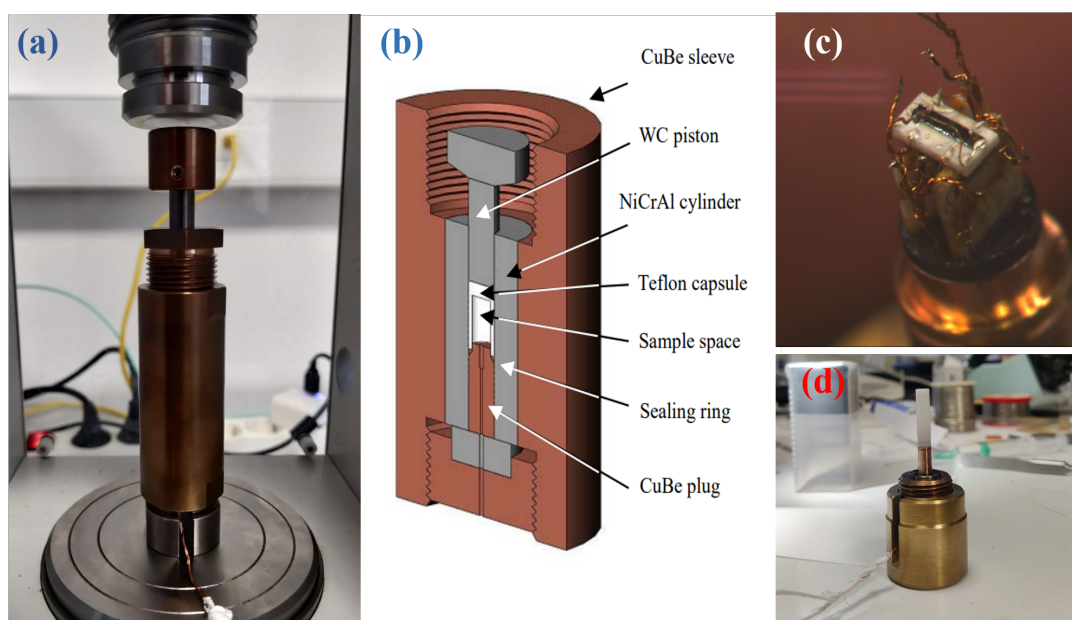 (a)
(b)
CuBe sleeve
WC piston
NiCrAl cylinder
Teflon capsule
Sample space
Sealing ring
CuBe plug
(c)
(d)